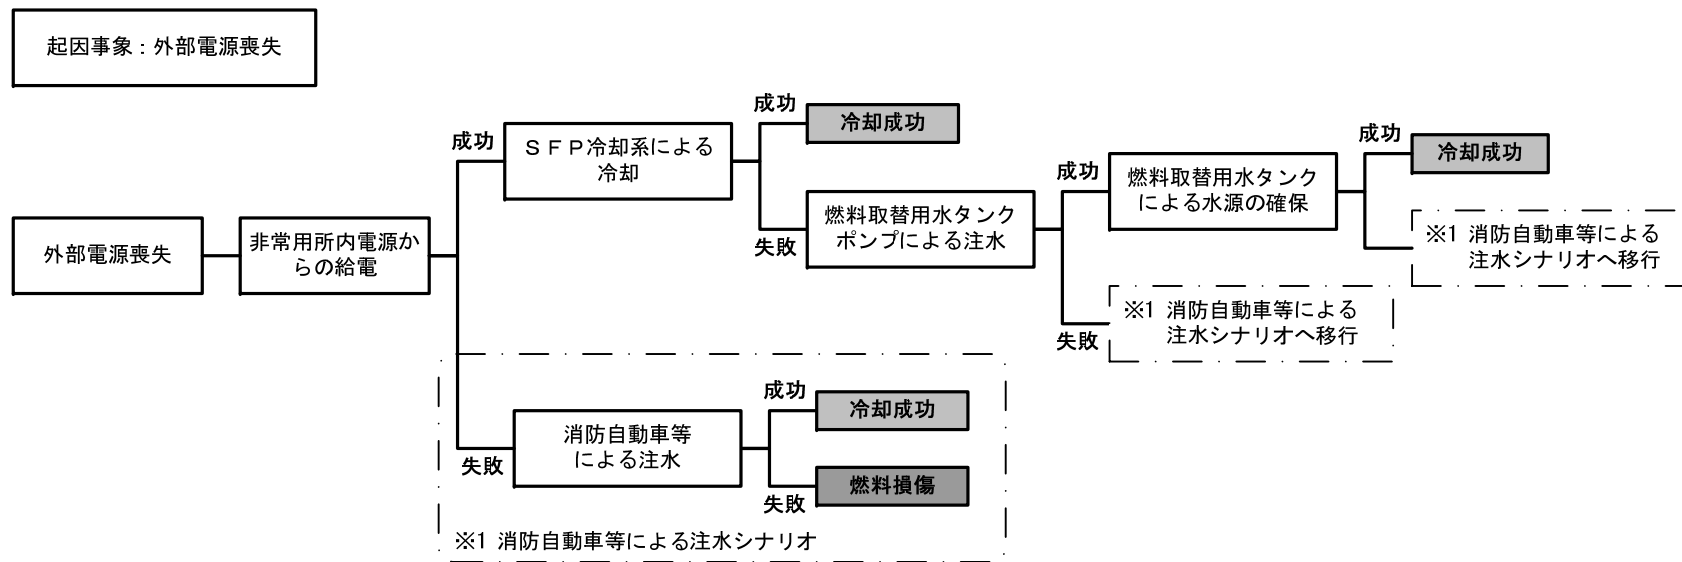 起因事象：外部電源喪失
外部電源喪失
非常用所内電源か
らの給電
成功
ＳＦＰ冷却系による
冷却
成功
冷却成功
失敗
燃料取替用水タンク
ポンプによる注水
成功
燃料取替用水タンク
による水源の確保
成功
冷却成功
※1 消防自動車等による
注水シナリオへ移行
失敗
※1 消防自動車等による
注水シナリオへ移行
失敗
消防自動車等
による注水
成功
冷却成功
失敗
燃料損傷
※1 消防自動車等による注水シナリオ